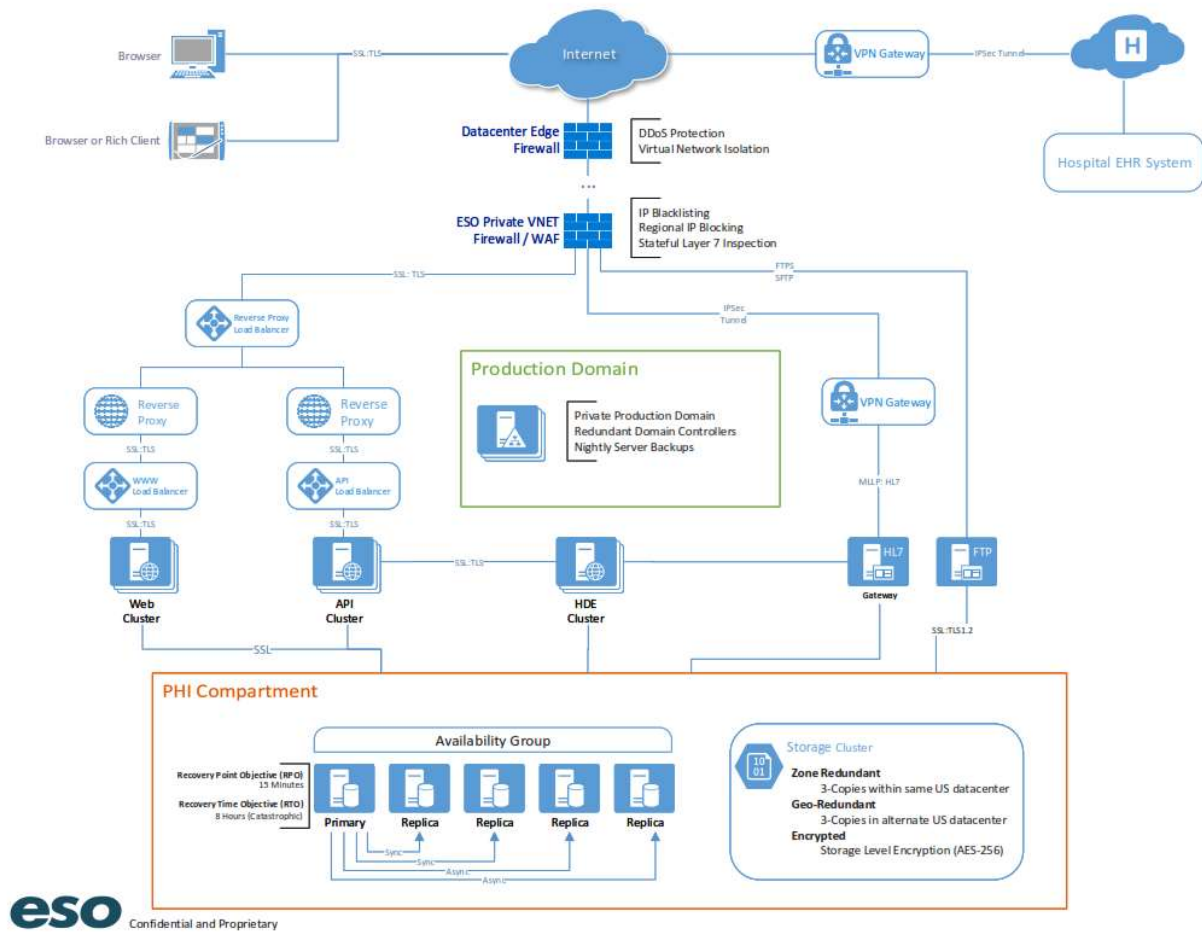 Browser
SSL:TLS
Internet
VPN Gateway
IPSec Tunnel
H
Browser or Rich Client
Datacenter Edge
Firewall
DDoS Protection
Virtual Network Isolation
Hospital EHR System
...
ESO Private VNET
Firewall / WAF
IP Blacklisting
Regional IP Blocking
Stateful Layer 7 Inspection
SSL: TLS
FTPS
SFTP
IPSec
Tunnel
Reverse Proxy
Load Balancer
Production Domain
Private Production Domain
Redundant Domain Controllers
Nightly Server Backups
Reverse
Proxy
Reverse
Proxy
VPN Gateway
SSL:TLS
SSL:TLS
WWW
Load Balancer
API
Load Balancer
MLLP: HL7
SSL:TLS
SSL:TLS
HL7
FTP
SSL:TLS
Web
Cluster
API
Cluster
HDE
Cluster
Gateway
SSL:TLS1.2
SSL
PHI Compartment
Availability Group
Recovery Point Objective (RPO)
15 Minutes
Recovery Time Objective (RTO)
8 Hours (Catastrophic)
Primary
Replica
Replica
Replica
Replica
Sync
Sync
Async
Async
10
01
Storage Cluster
Zone Redundant
3-Copies within same US datacenter
Geo-Redundant
3-Copies in alternate US datacenter
Encrypted
Storage Level Encryption (AES-256)
eso
Confidential and Proprietary